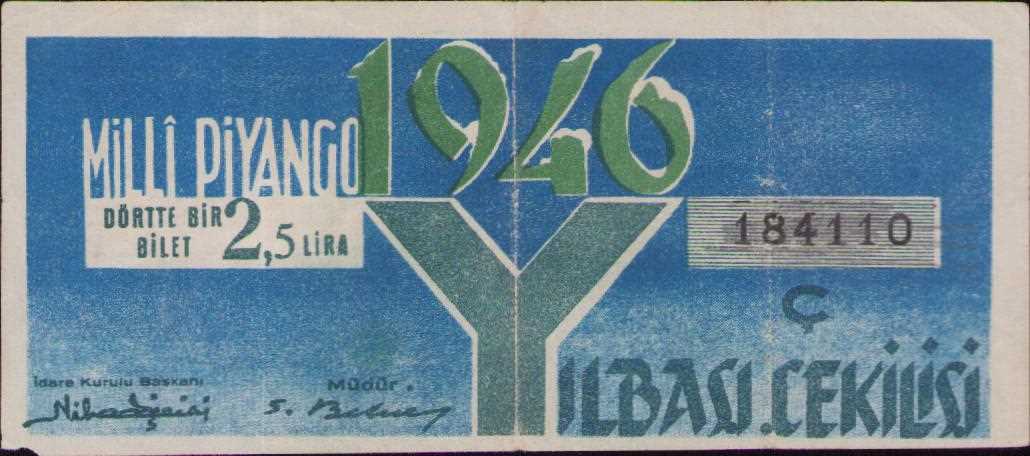 1946
MİLLÎ PİYANGO
DÖRTTE BİR
BİLET 2,5 LİRA
184110
Ç
YILBAŞI.ÇEKİLİŞİ
İdare Kurulu Başkanı
Müdür.